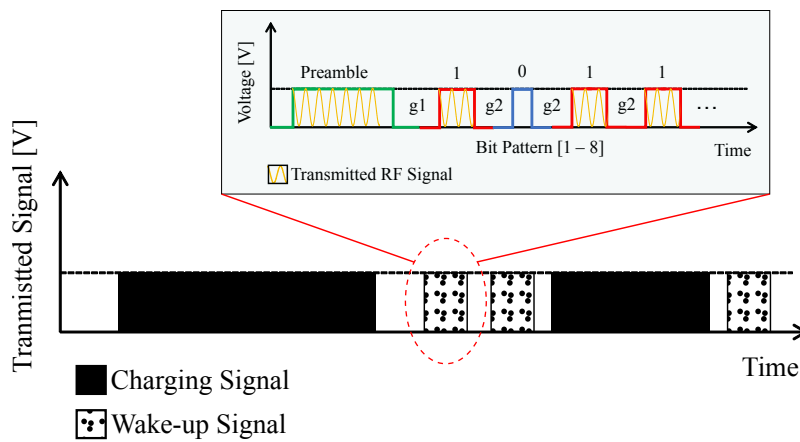 Voltage [V]
Preamble
1 0 1 1
g1 g2 g2 g2 ...
Bit Pattern [1 – 8]
Time
Transmitted RF Signal
Tranmistted Signal [V]
Time
Charging Signal
Wake-up Signal